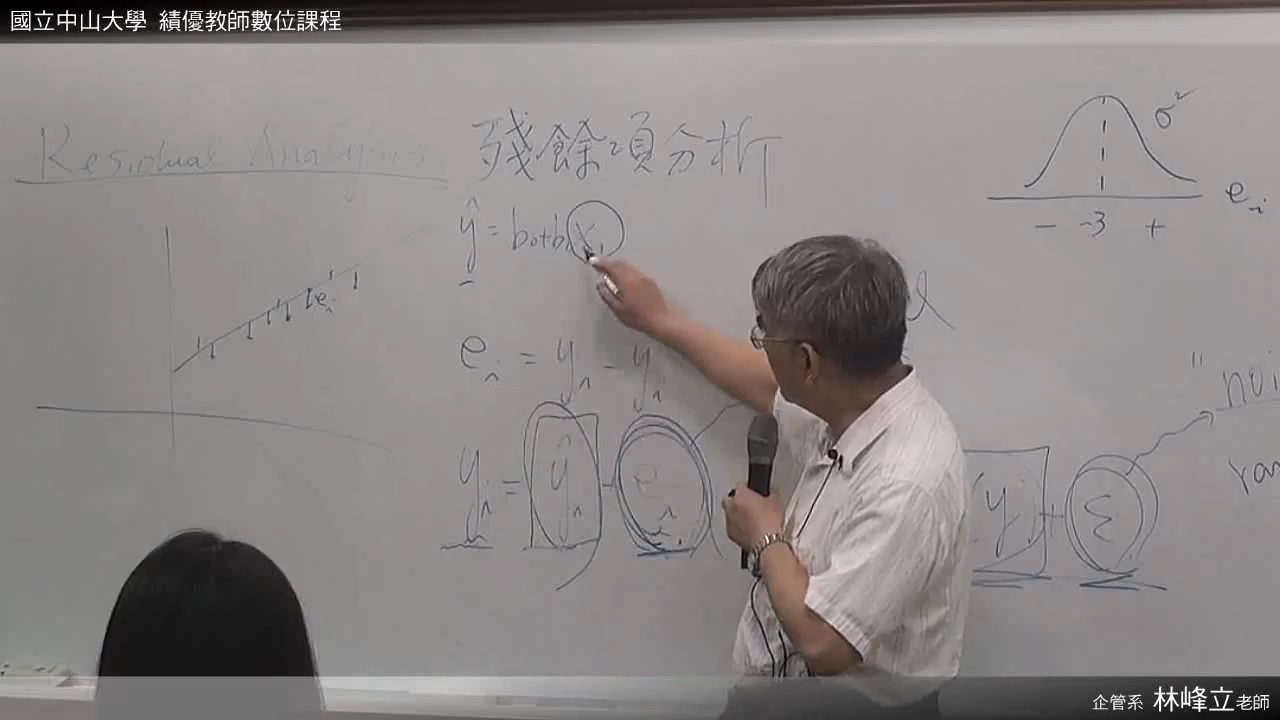 國立中山大學 績優教師數位課程
Residual Analysis 殘餘項分析
σ²
eᵢ
- -3 +
ŷ = b₀+b₁x₁
eᵢ
eᵢ = yᵢ - ŷᵢ
yᵢ = ŷᵢ + eᵢ
+ ε
企管系 林峰立老師